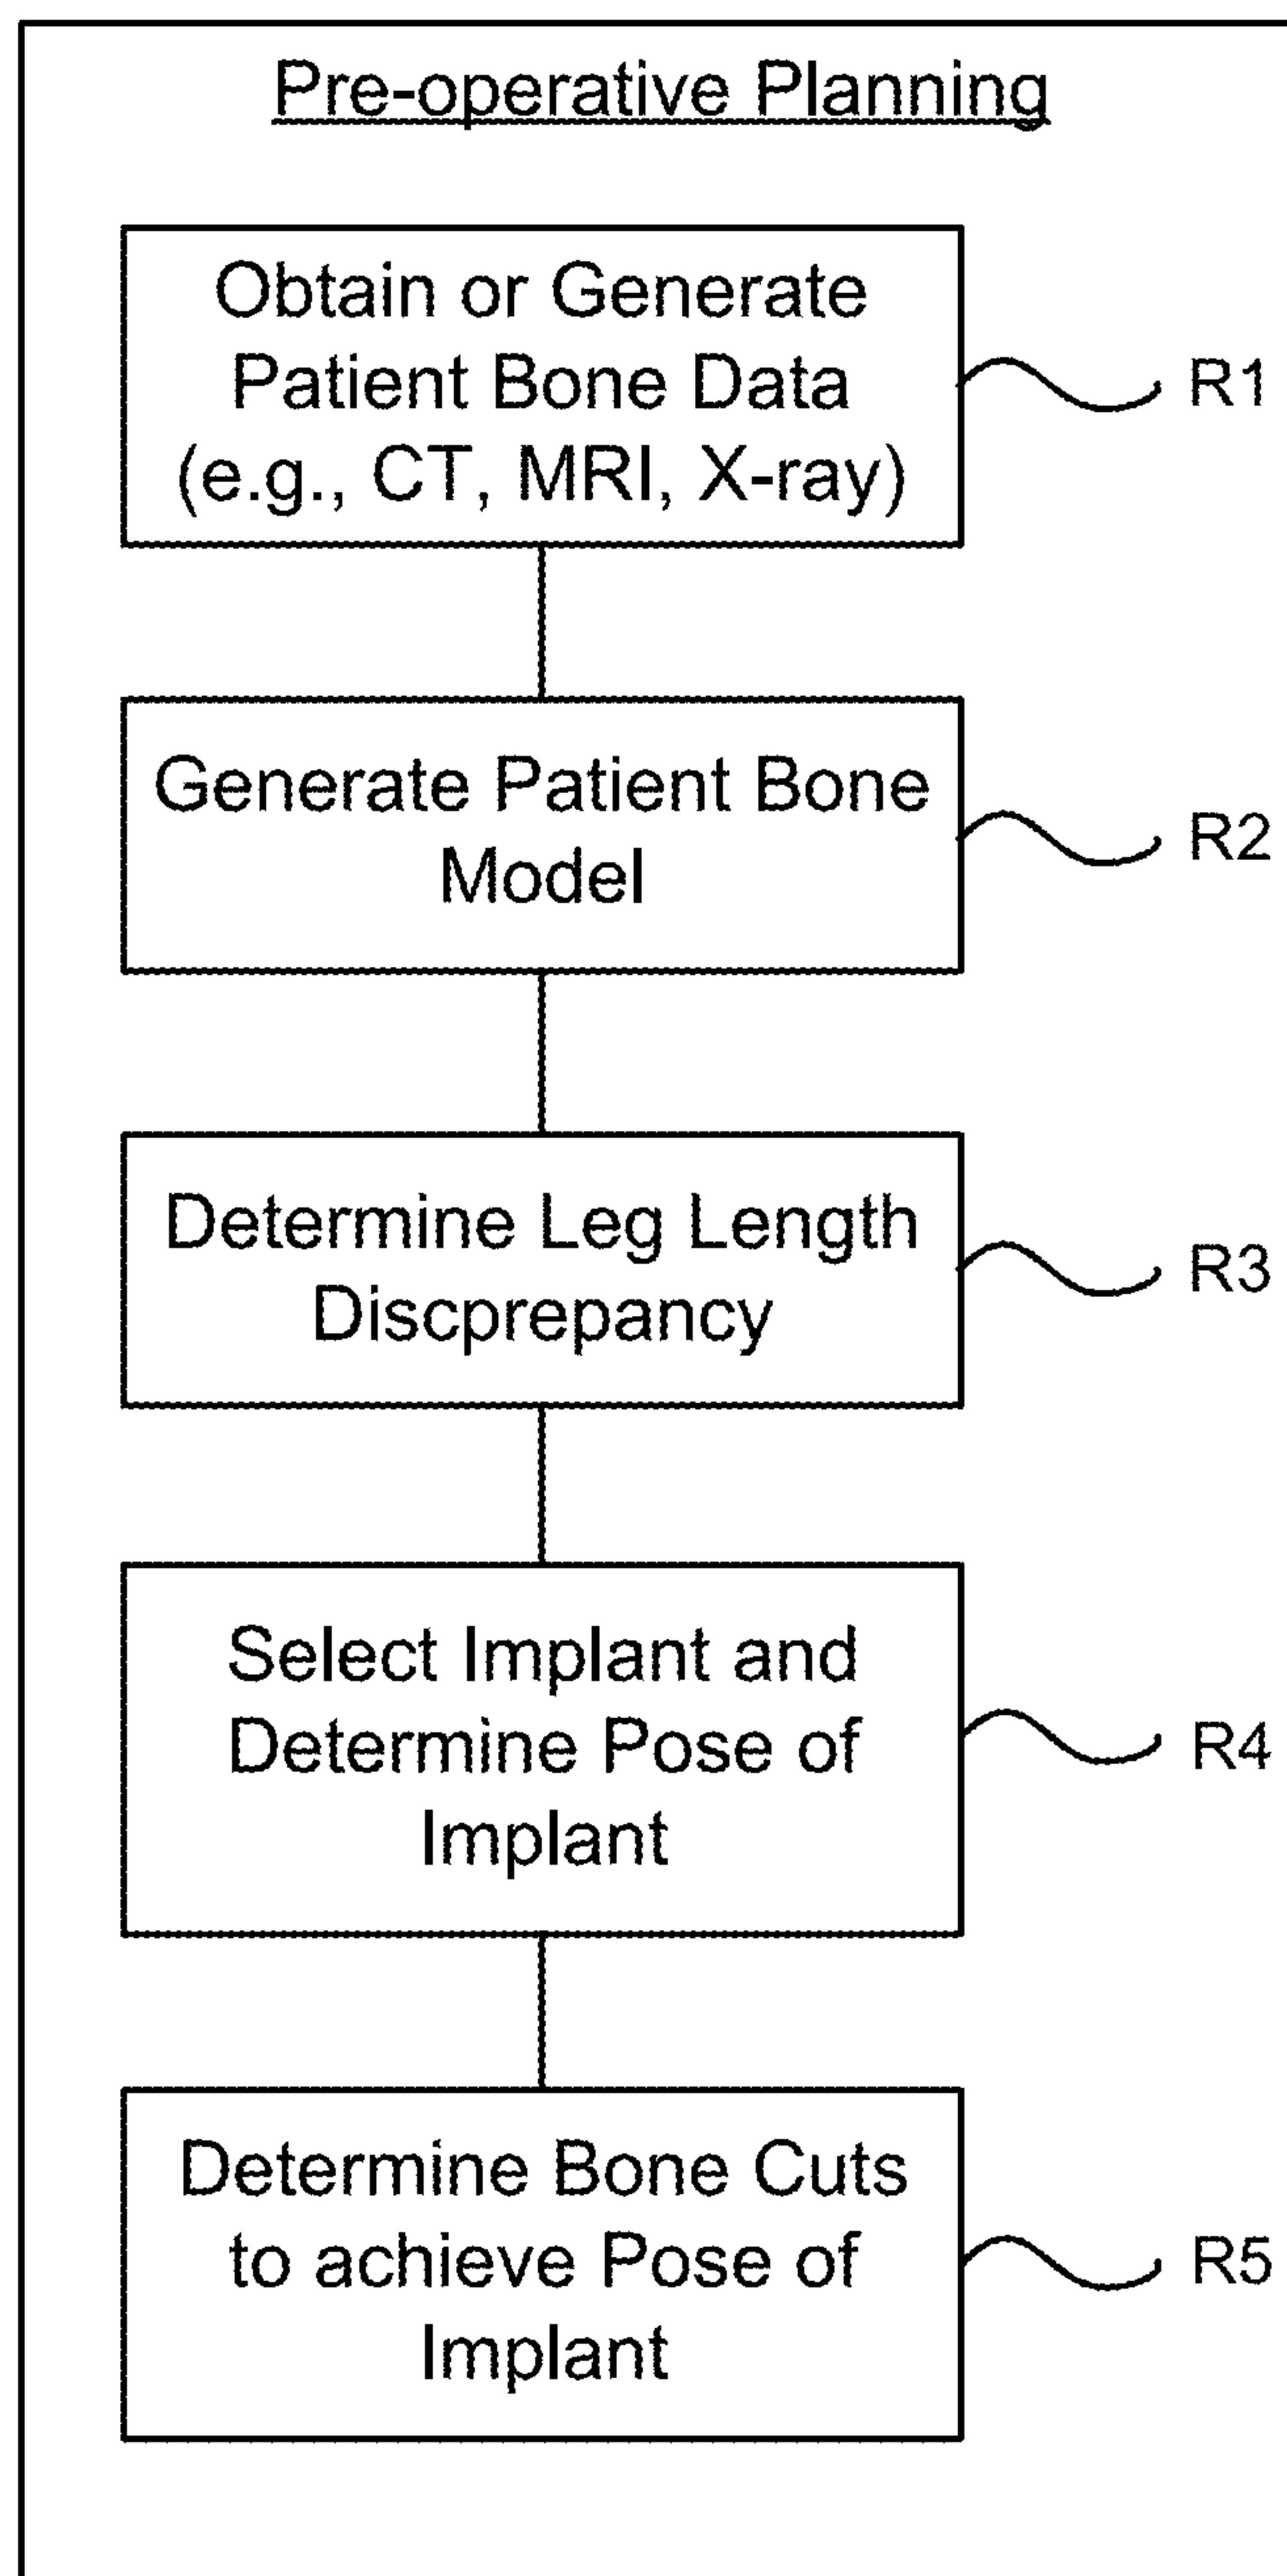 Pre-operative Planning
Obtain or Generate
Patient Bone Data
(e.g., CT, MRI, X-ray)
R1
Generate Patient Bone
Model
R2
Determine Leg Length
Discprepancy
R3
Select Implant and
Determine Pose of
Implant
R4
Determine Bone Cuts
to achieve Pose of
Implant
R5